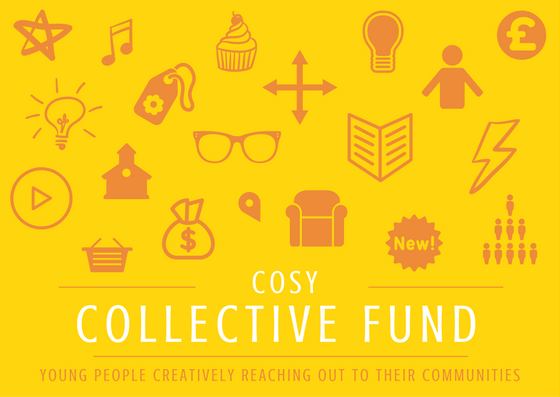 £
$
New!
COSY
COLLECTIVE FUND
YOUNG PEOPLE CREATIVELY REACHING OUT TO THEIR COMMUNITIES